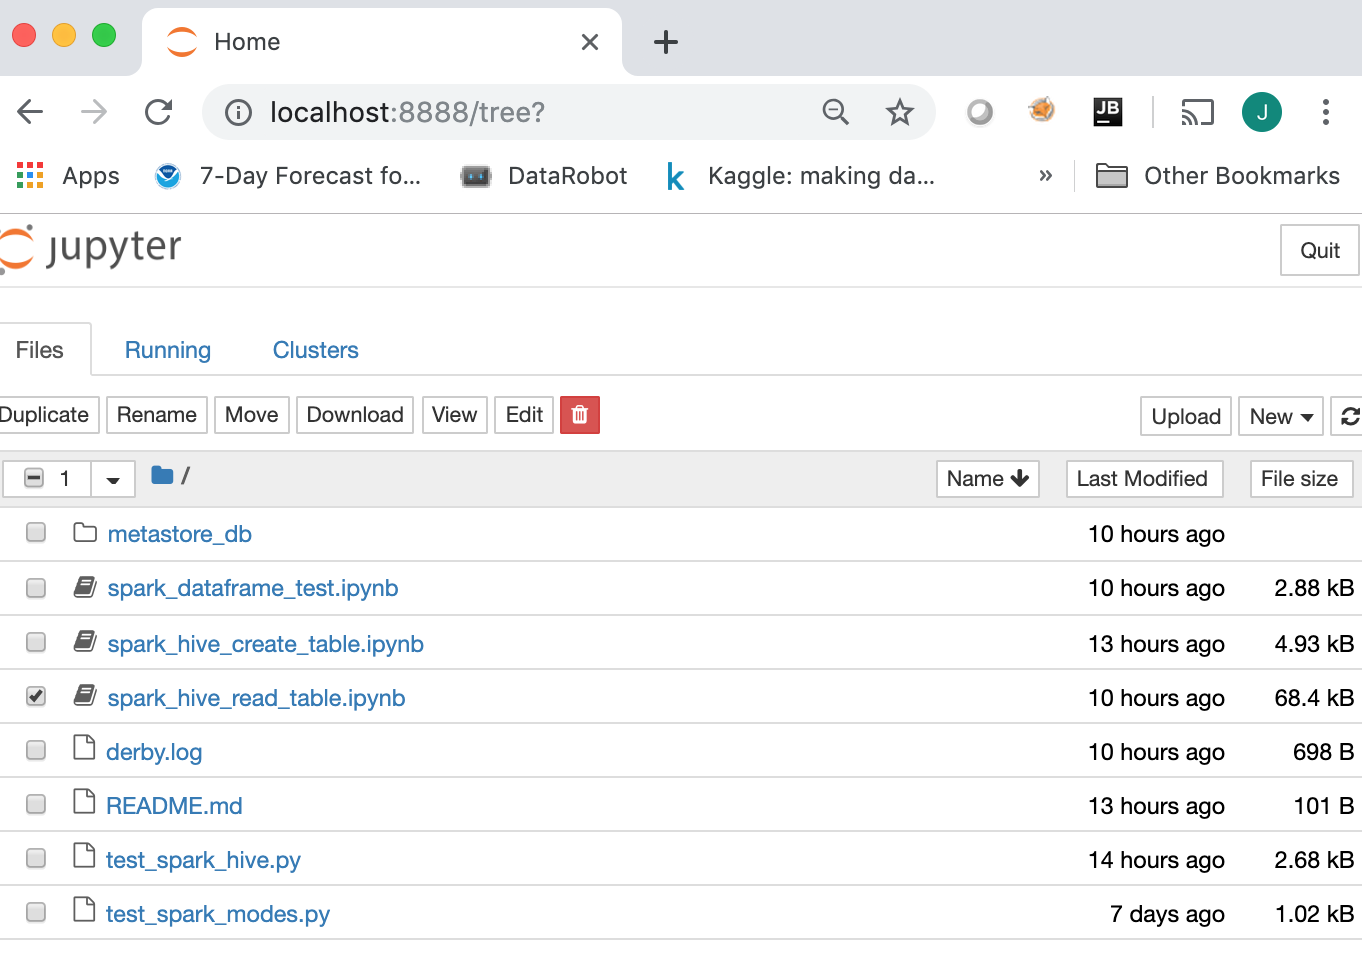 Home
localhost:8888/tree?
JB
J
Apps 7-Day Forecast fo... DataRobot k Kaggle: making da... » Other Bookmarks
jupyter Quit
Files Running Clusters
Duplicate Rename Move Download View Edit Upload New
1 / Name Last Modified File size
metastore_db 10 hours ago
spark_dataframe_test.ipynb 10 hours ago 2.88 kB
spark_hive_create_table.ipynb 13 hours ago 4.93 kB
spark_hive_read_table.ipynb 10 hours ago 68.4 kB
derby.log 10 hours ago 698 B
README.md 13 hours ago 101 B
test_spark_hive.py 14 hours ago 2.68 kB
test_spark_modes.py 7 days ago 1.02 kB